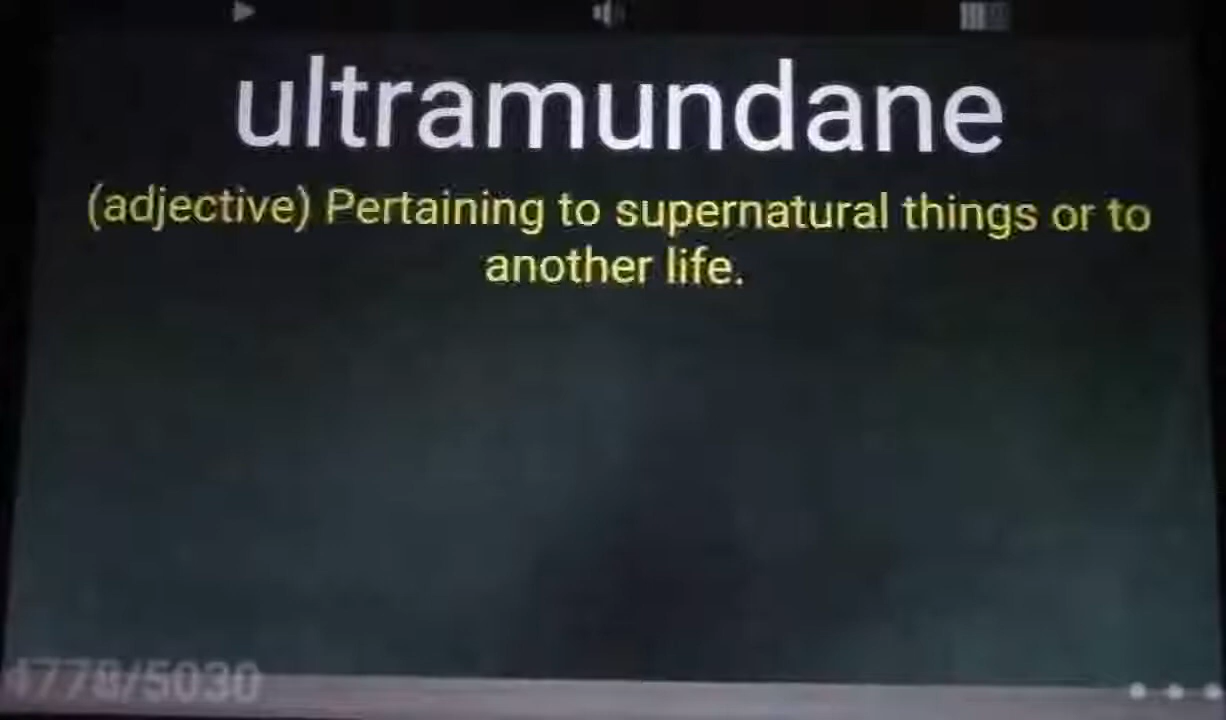 ultramundane
(adjective) Pertaining to supernatural things or to
another life.
4778/5030